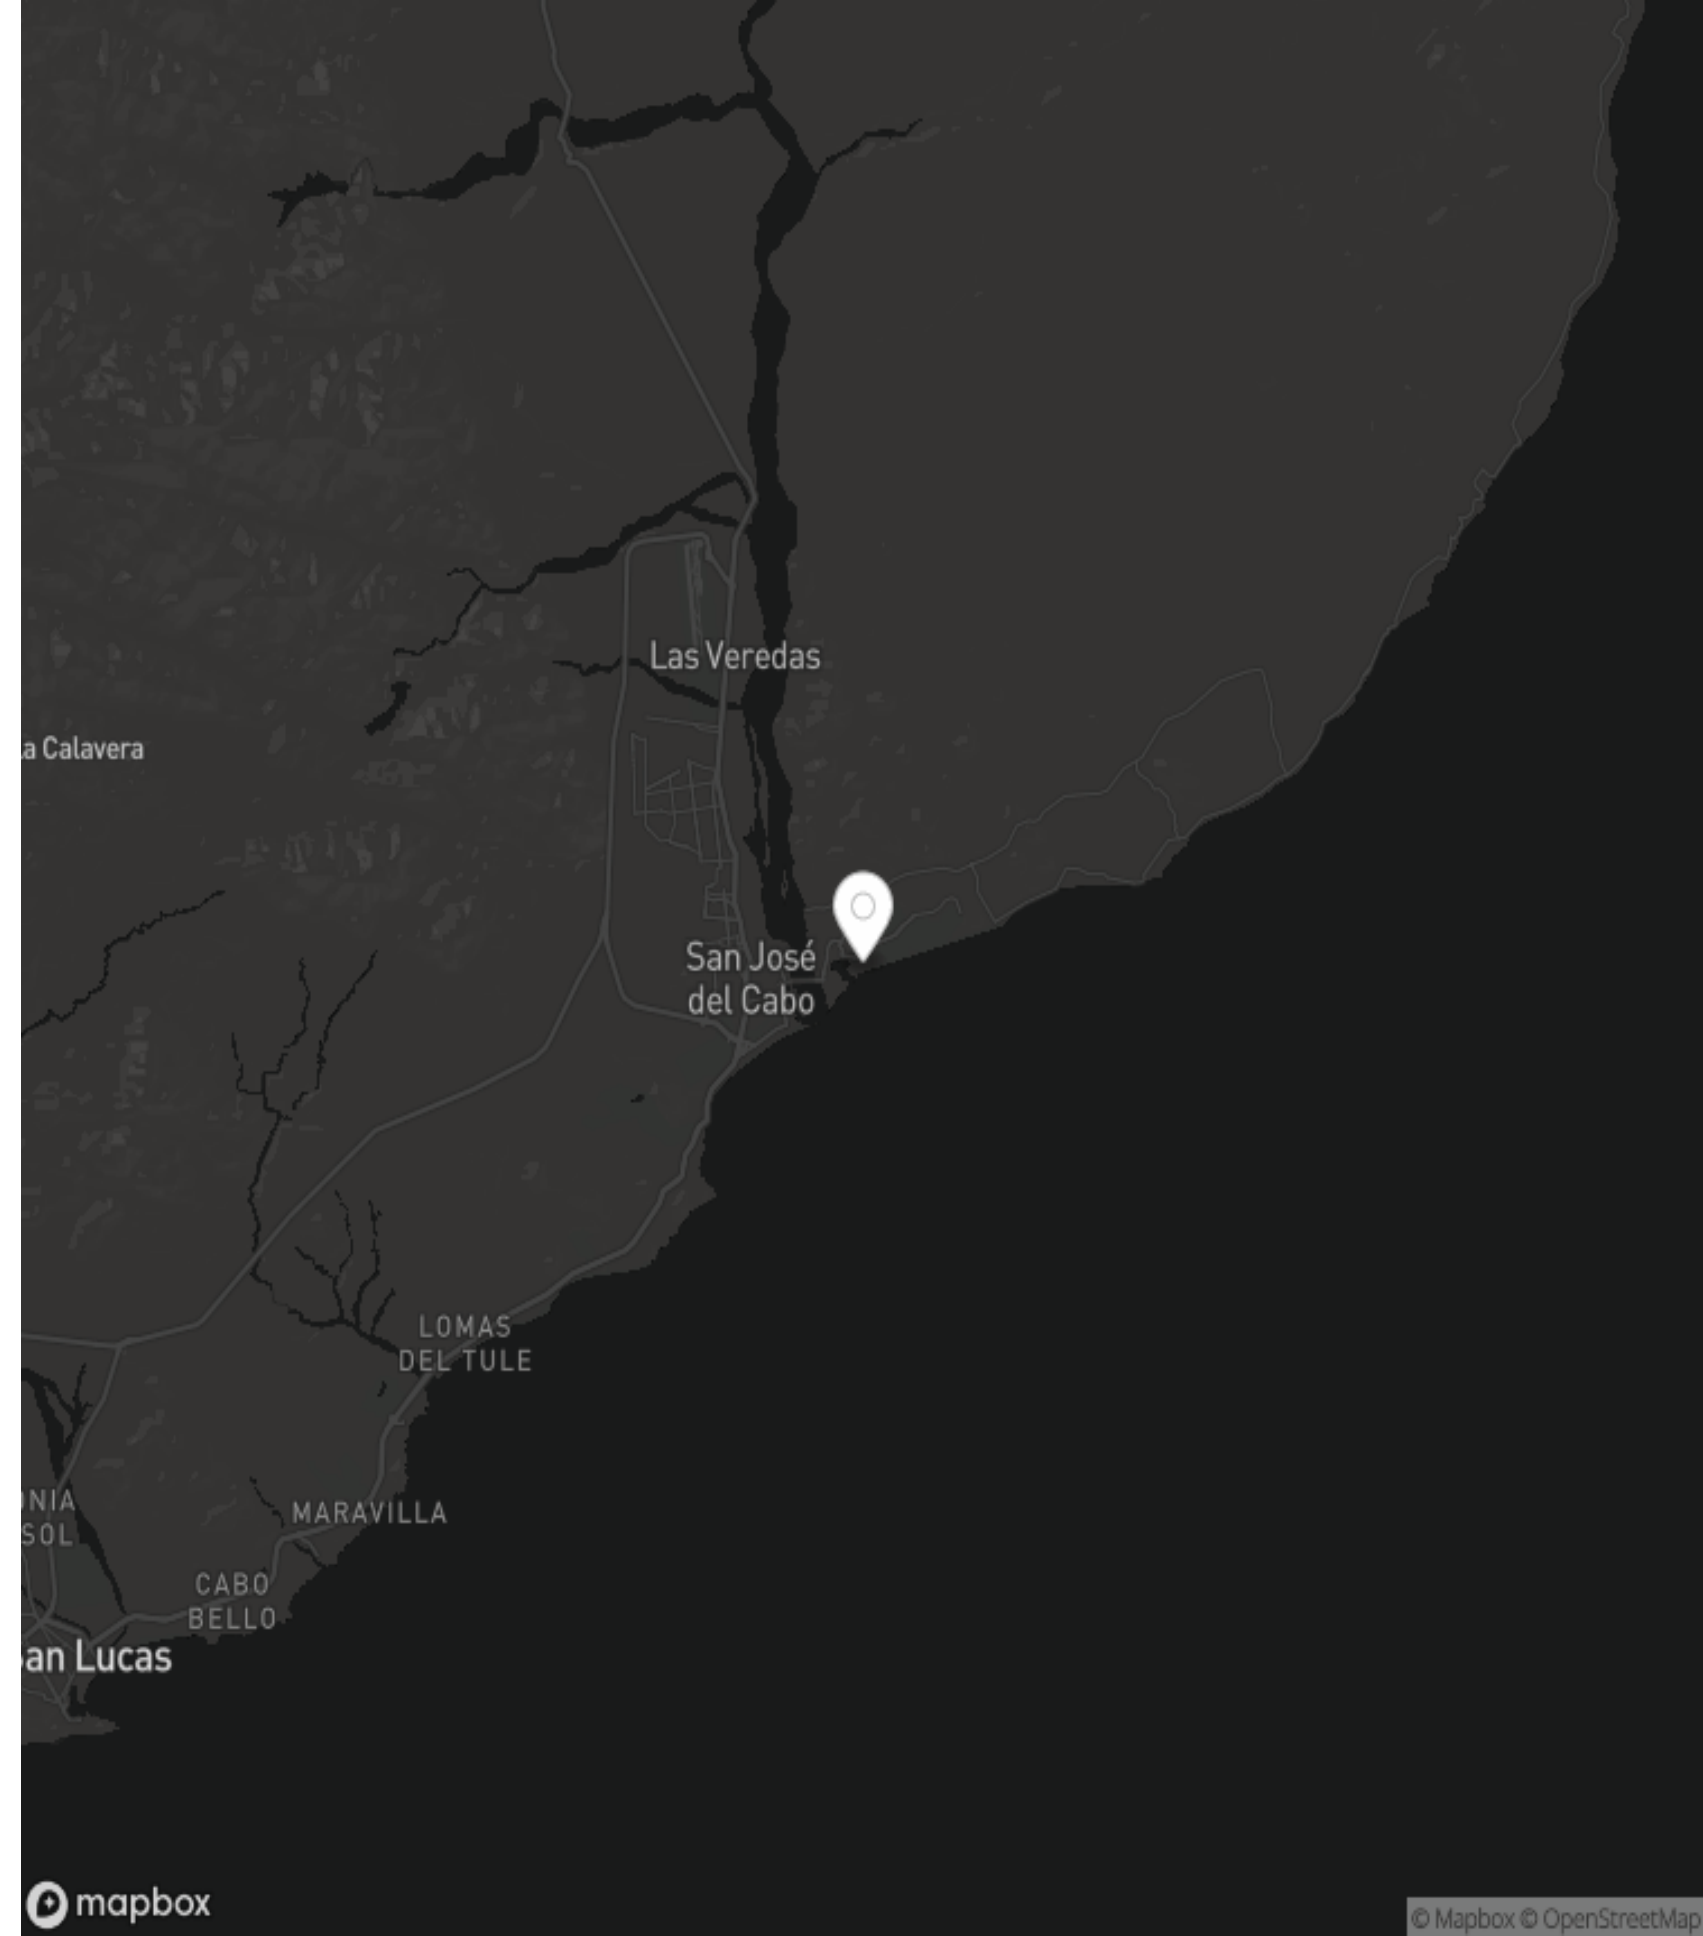 Las Veredas
a Calavera
San José
del Cabo
LOMAS
DEL TULE
NIA
SOL
MARAVILLA
CABO
BELLO
an Lucas
mapbox
© Mapbox © OpenStreetMap